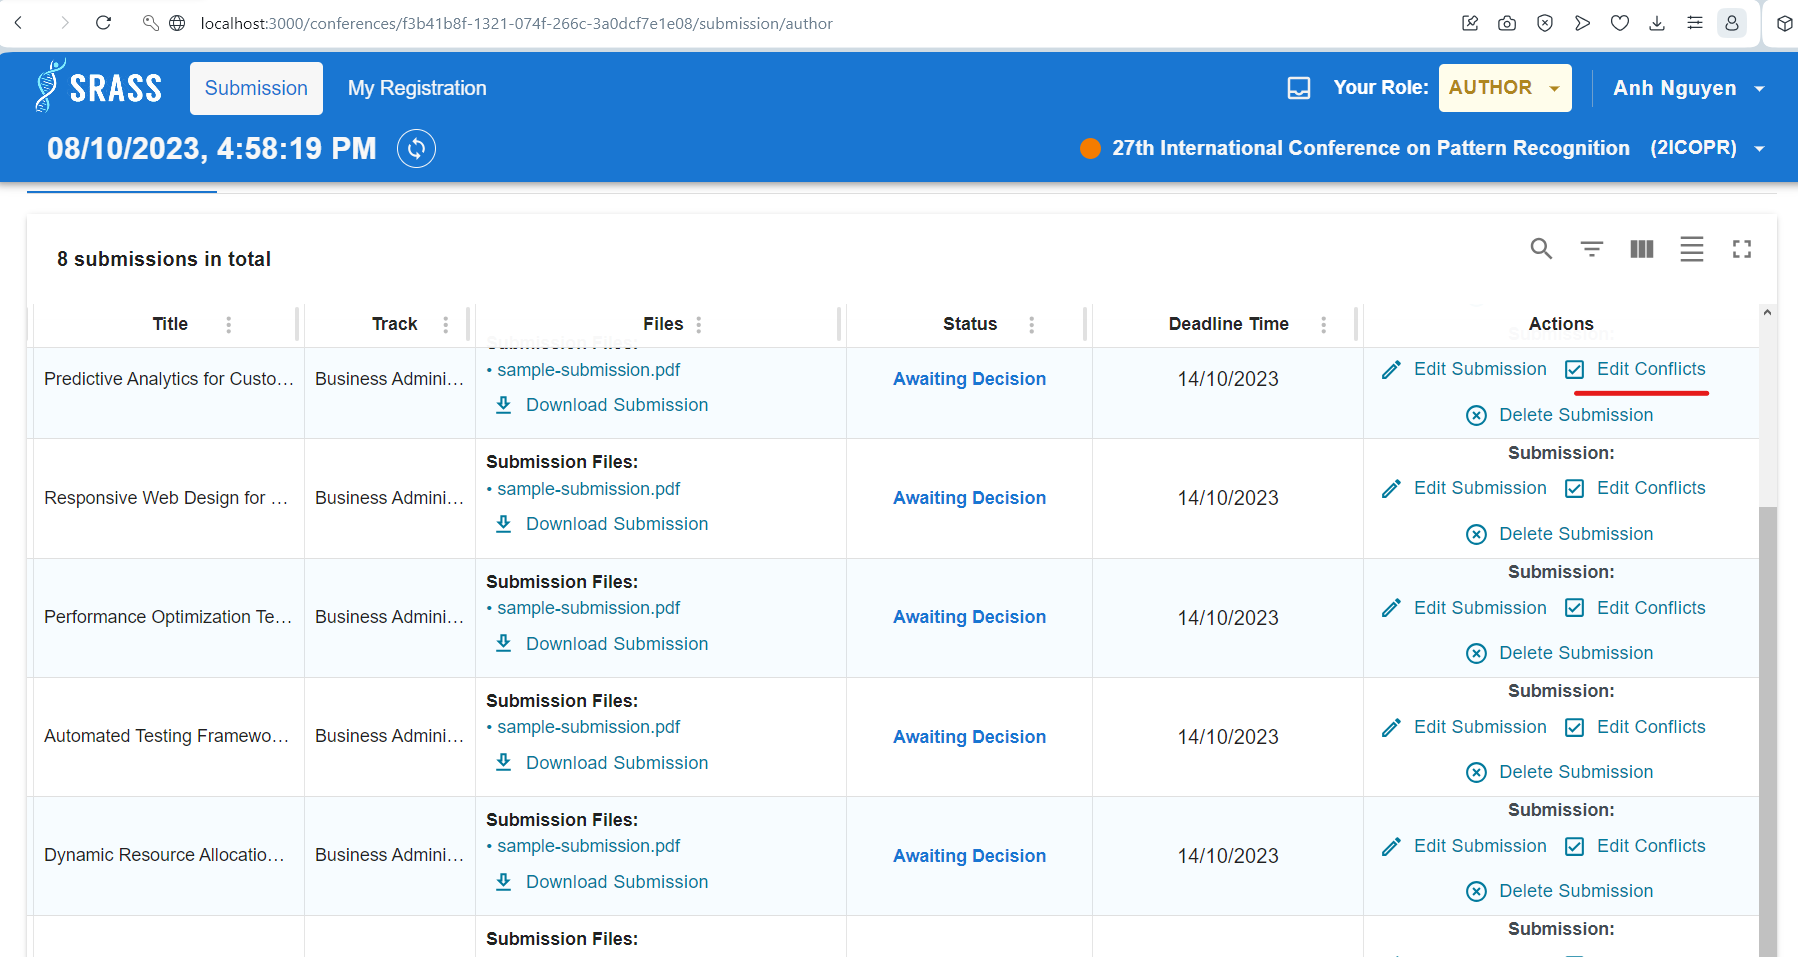 localhost:3000/conferences/f3b41b8f-1321-074f-266c-3a0dcf7e1e08/submission/author
SRASS Submission My Registration Your Role: AUTHOR Anh Nguyen
08/10/2023, 4:58:19 PM 27th International Conference on Pattern Recognition (2ICOPR)
8 submissions in total
Title Track Files Status Deadline Time Actions
Submission Files: Submission:
Predictive Analytics for Custo... Business Admini... • sample-submission.pdf Awaiting Decision 14/10/2023 Edit Submission Edit Conflicts
Download Submission Delete Submission
Submission Files: Submission:
Responsive Web Design for ... Business Admini... • sample-submission.pdf Awaiting Decision 14/10/2023 Edit Submission Edit Conflicts
Download Submission Delete Submission
Submission Files: Submission:
Performance Optimization Te... Business Admini... • sample-submission.pdf Awaiting Decision 14/10/2023 Edit Submission Edit Conflicts
Download Submission Delete Submission
Submission Files: Submission:
Automated Testing Framewo... Business Admini... • sample-submission.pdf Awaiting Decision 14/10/2023 Edit Submission Edit Conflicts
Download Submission Delete Submission
Submission Files: Submission:
Dynamic Resource Allocatio... Business Admini... • sample-submission.pdf Awaiting Decision 14/10/2023 Edit Submission Edit Conflicts
Download Submission Delete Submission
Submission Files: Submission: